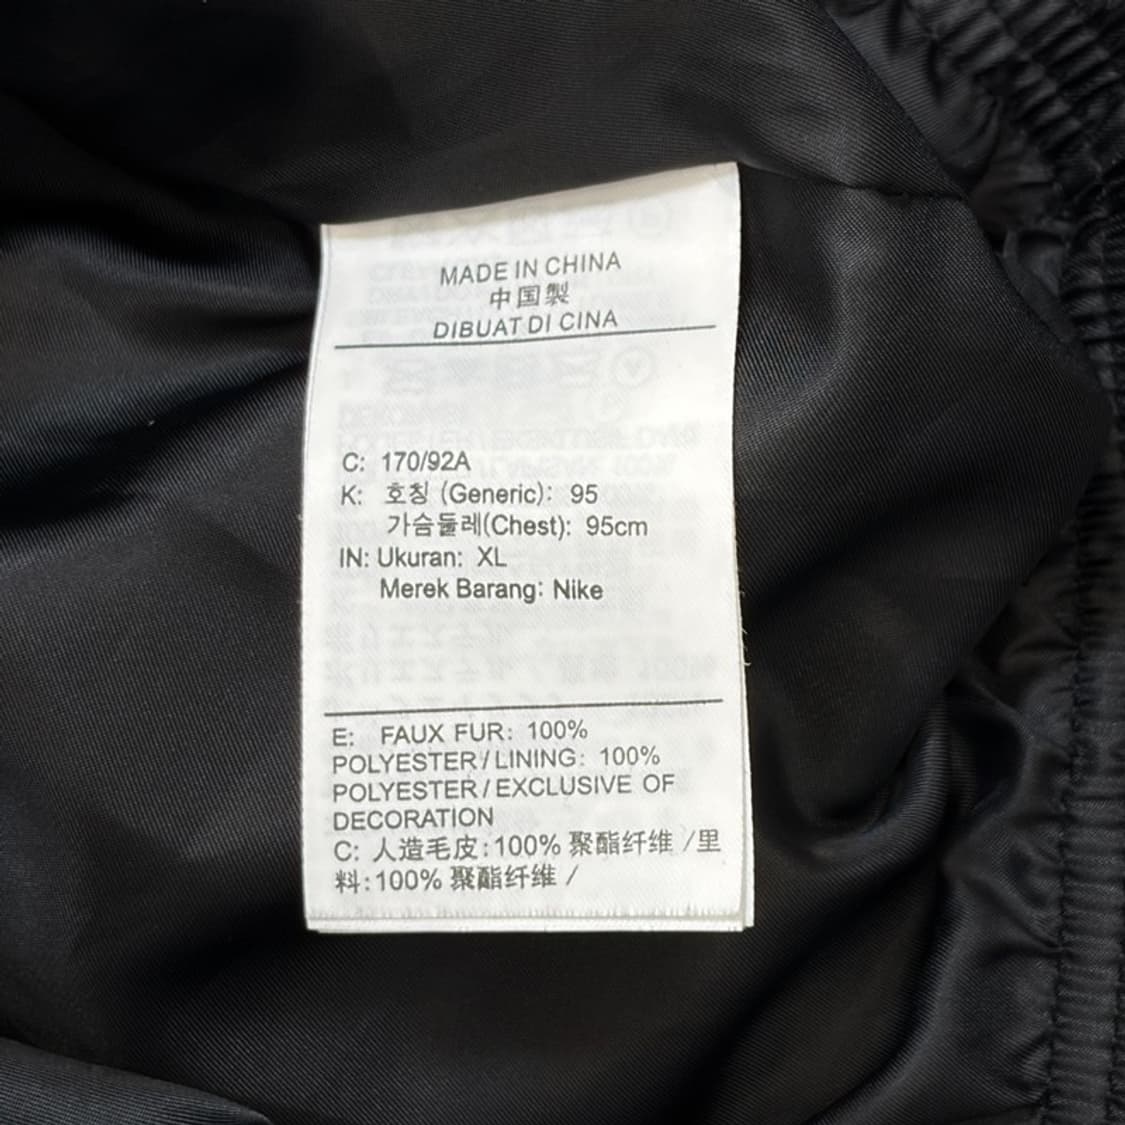 MADE IN CHINA
中国製
DIBUAT DI CINA
C: 170/92A
K: 호칭 (Generic): 95
가슴둘레(Chest): 95cm
IN: Ukuran: XL
Merek Barang: Nike
E: FAUX FUR: 100%
POLYESTER/LINING: 100%
POLYESTER/EXCLUSIVE OF
DECORATION
C: 人造毛皮:100% 聚酯纤维 /里
料:100% 聚酯纤维 /